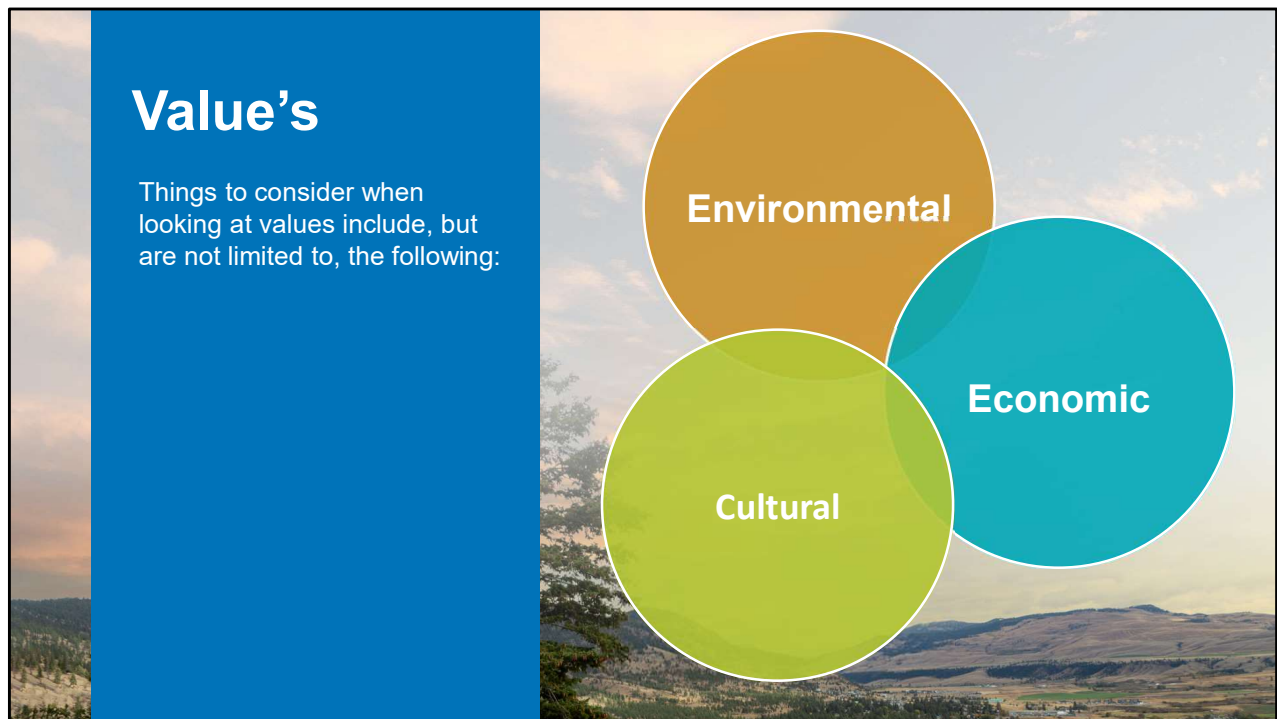 Value’s
Things to consider when
looking at values include, but
are not limited to, the following:
Environmental
Economic
Cultural